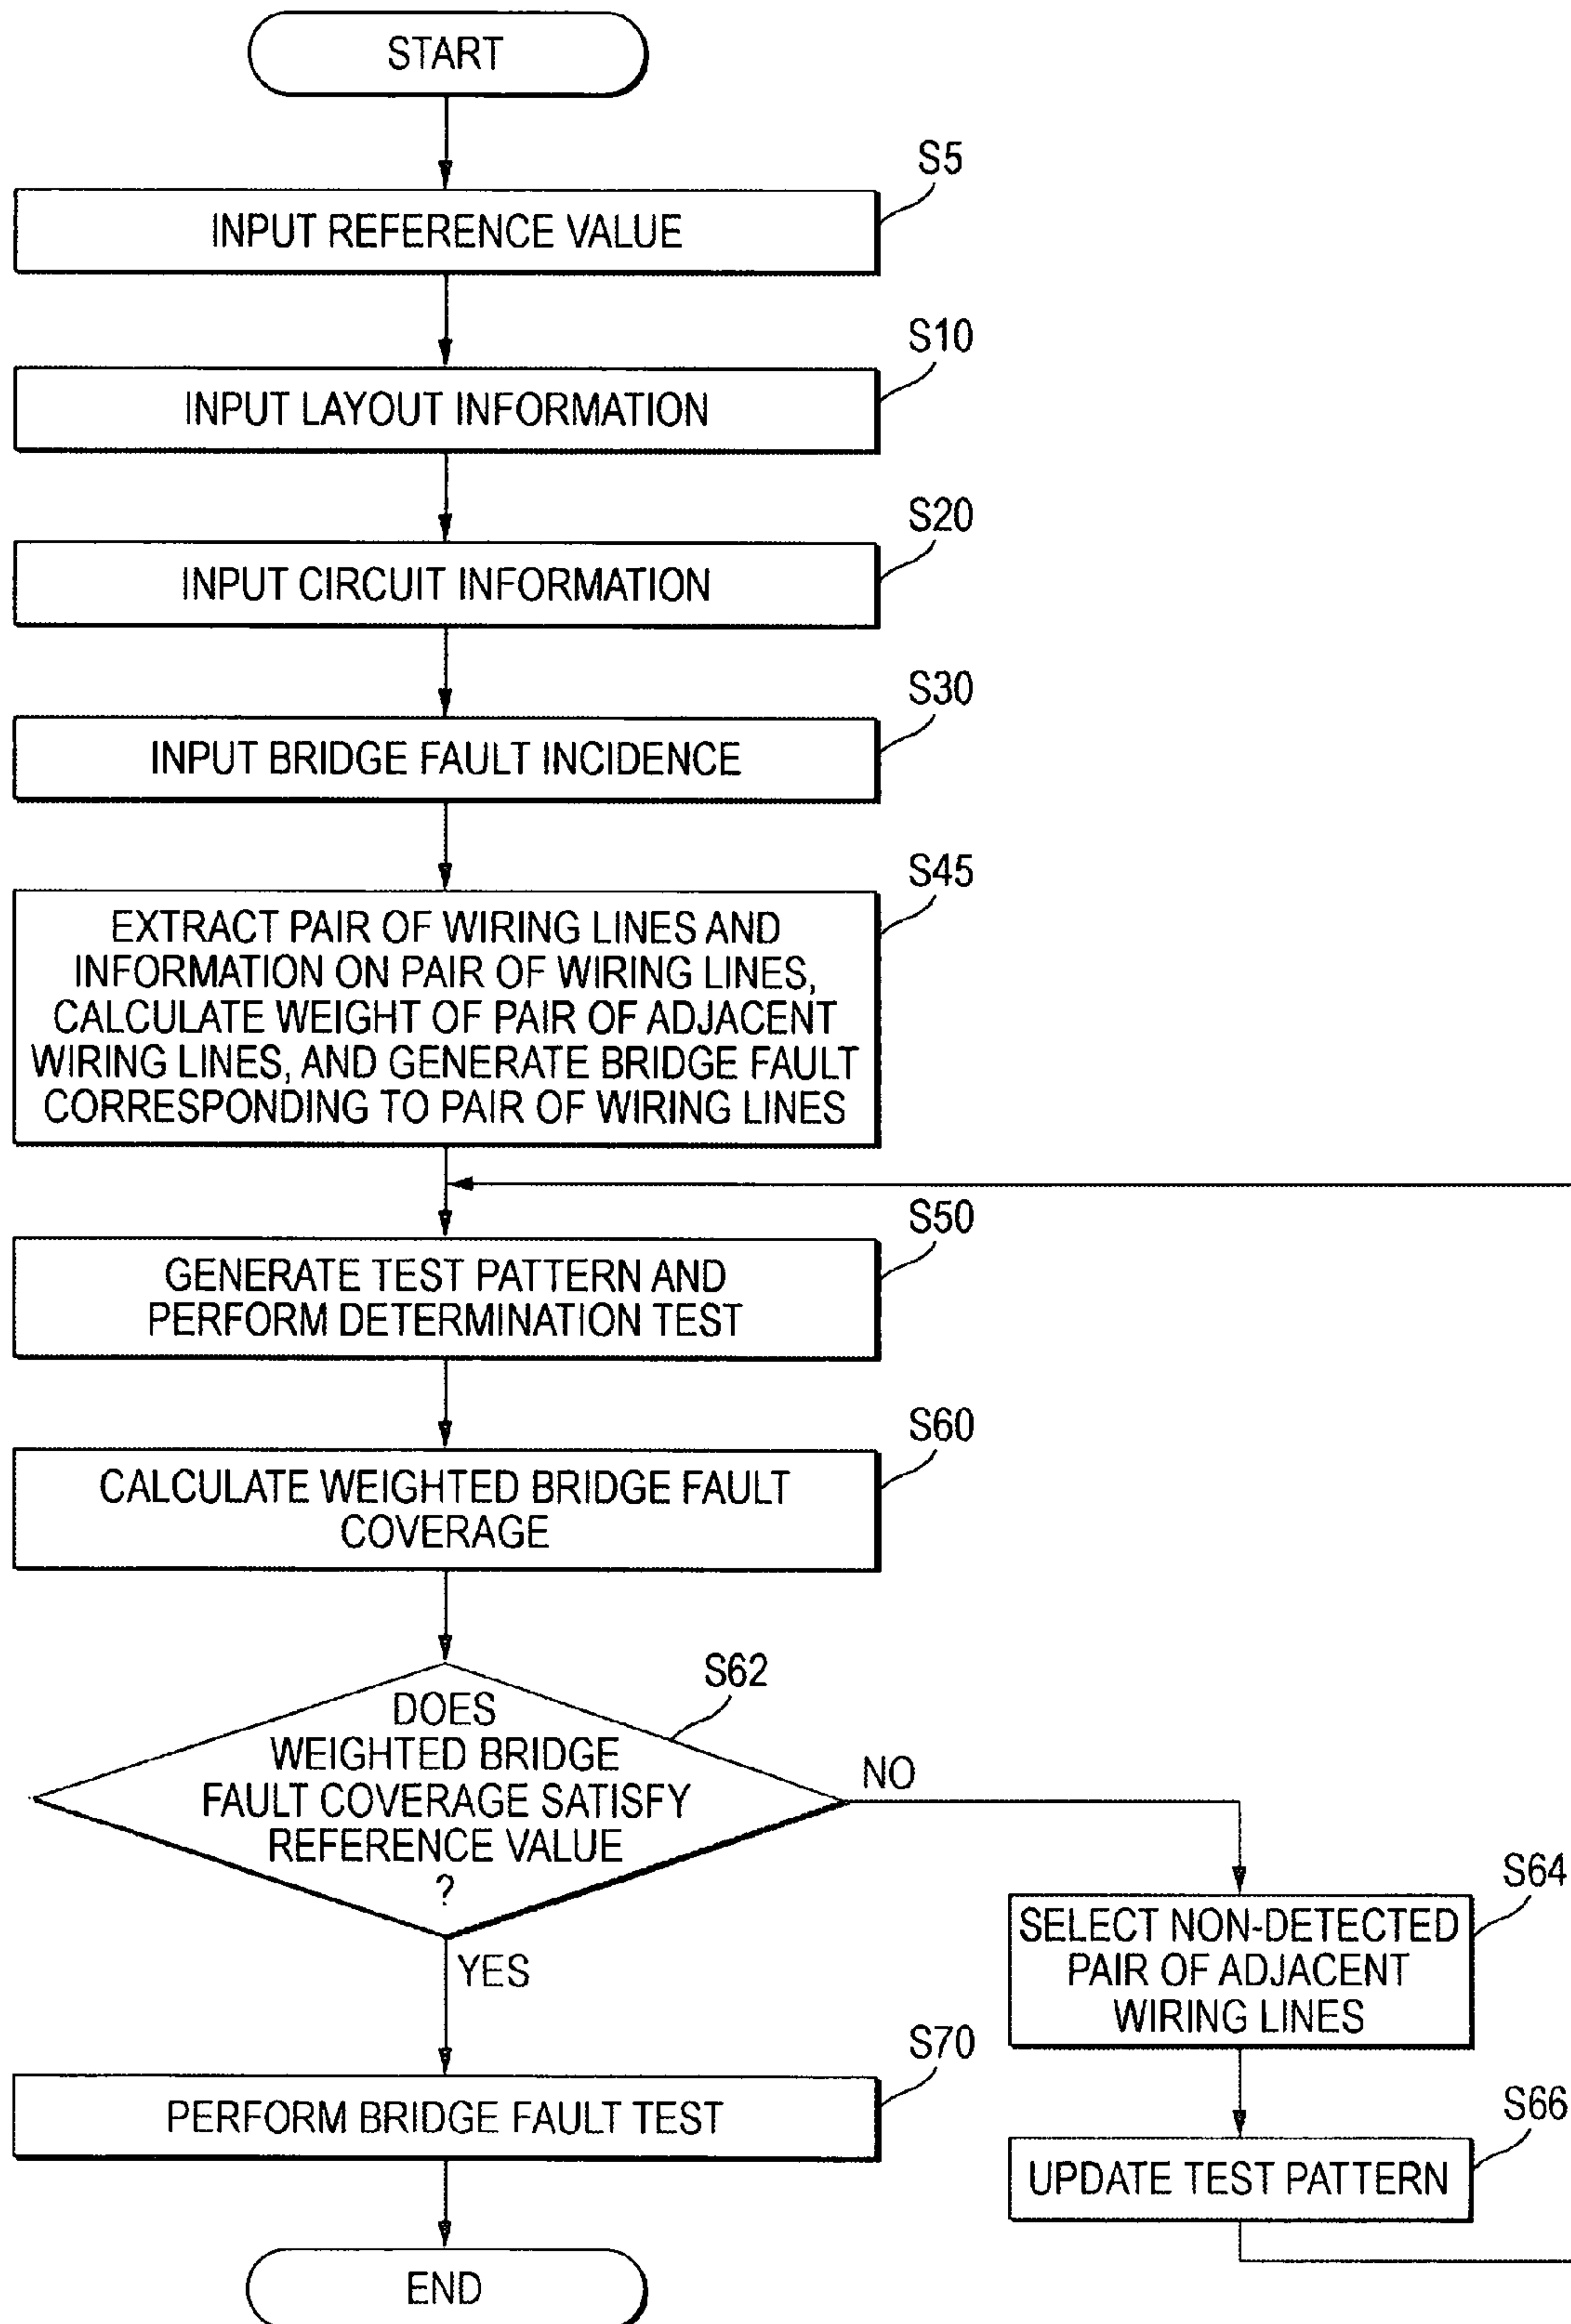 START
S5
INPUT REFERENCE VALUE
S10
INPUT LAYOUT INFORMATION
S20
INPUT CIRCUIT INFORMATION
S30
INPUT BRIDGE FAULT INCIDENCE
S45
EXTRACT PAIR OF WIRING LINES AND
INFORMATION ON PAIR OF WIRING LINES,
CALCULATE WEIGHT OF PAIR OF ADJACENT
WIRING LINES, AND GENERATE BRIDGE FAULT
CORRESPONDING TO PAIR OF WIRING LINES
S50
GENERATE TEST PATTERN AND
PERFORM DETERMINATION TEST
S60
CALCULATE WEIGHTED BRIDGE FAULT
COVERAGE
S62
DOES
WEIGHTED BRIDGE
FAULT COVERAGE SATISFY
REFERENCE VALUE
?
NO
YES
S64
SELECT NON-DETECTED
PAIR OF ADJACENT
WIRING LINES
S66
UPDATE TEST PATTERN
S70
PERFORM BRIDGE FAULT TEST
END